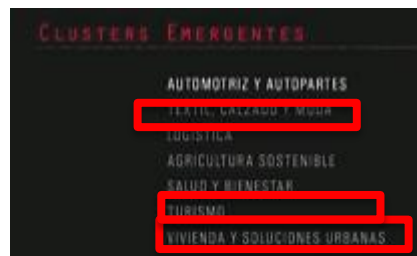 CLUSTERS EMERGENTES
AUTOMOTRIZ Y AUTOPARTES
TEXTIL, CALZADO Y MODA
LOGÍSTICA
AGRICULTURA SOSTENIBLE
SALUD Y BIENESTAR
TURISMO
VIVIENDA Y SOLUCIONES URBANAS